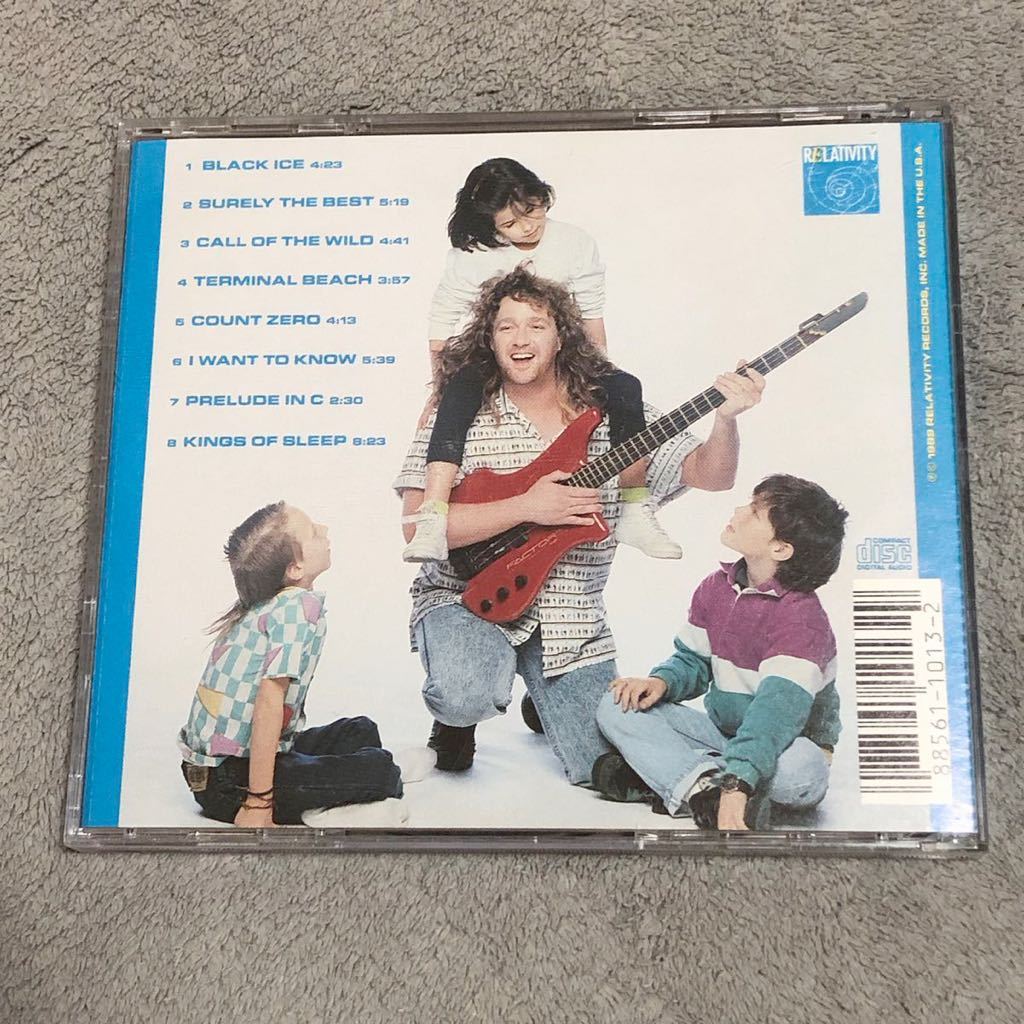 1 BLACK ICE 4:23
2 SURELY THE BEST 5:19
3 CALL OF THE WILD 4:41
4 TERMINAL BEACH 3:57
5 COUNT ZERO 4:13
6 I WANT TO KNOW 5:39
7 PRELUDE IN C 2:30
8 KINGS OF SLEEP 8:23
RELATIVITY
℗ © 1989 RELATIVITY RECORDS, INC. MADE IN THE U.S.A.
FACTOR
COMPACT
disc
DIGITAL AUDIO
88561-1013-2